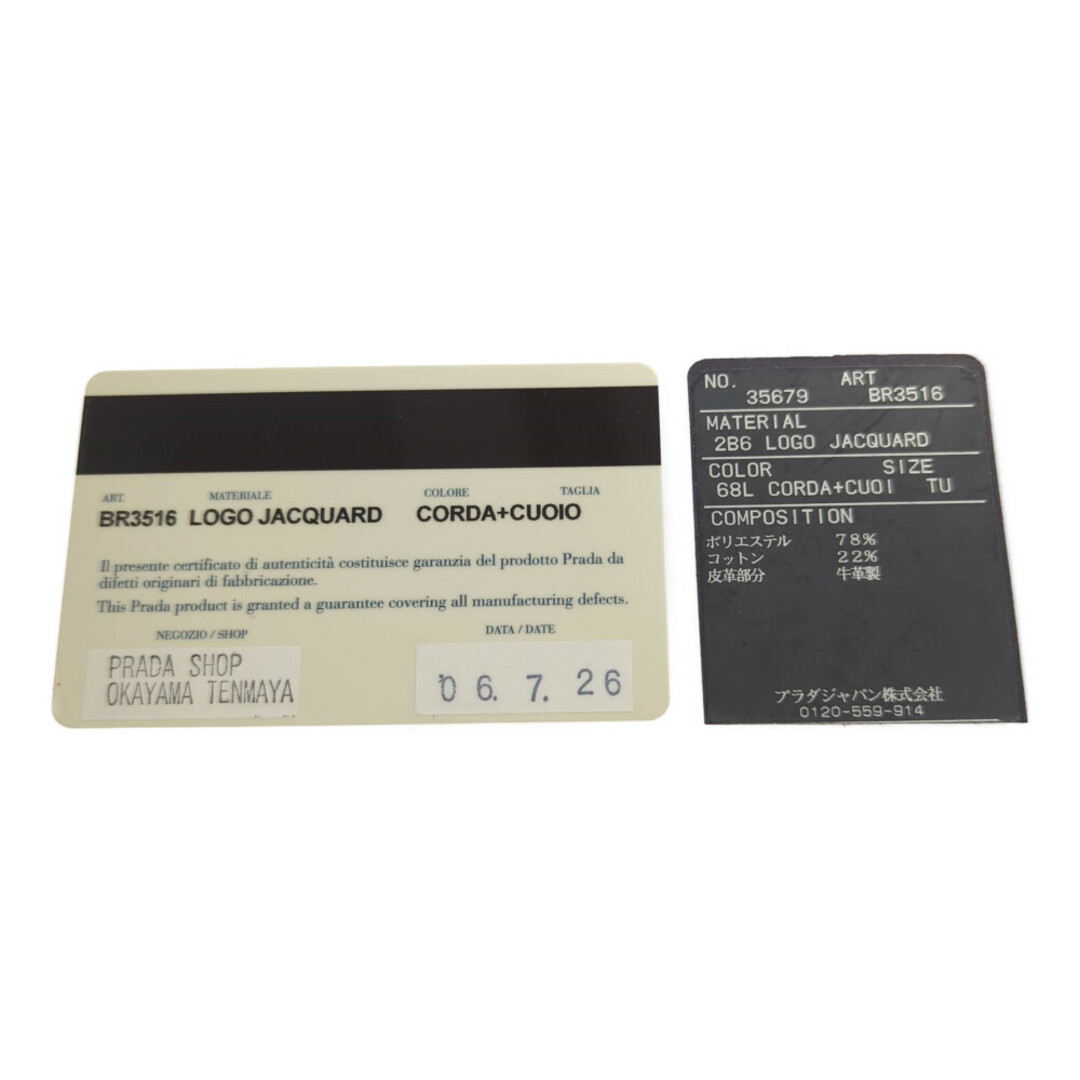 ART. MATERIALE COLORE TAGLIA
BR3516 LOGO JACQUARD CORDA+CUOIO
Il presente certificato di autenticità costituisce garanzia del prodotto Prada da
difetti originari di fabbricazione.
This Prada product is granted a guarantee covering all manufacturing defects.
NEGOZIO / SHOP DATA / DATE
PRADA SHOP
OKAYAMA TENMAYA
'06. 7. 26
NO. ART
35679 BR3516
MATERIAL
2B6 LOGO JACQUARD
COLOR SIZE
68L CORDA+CUOI TU
COMPOSITION
ポリエステル 78%
コットン 22%
皮革部分 牛革製
プラダジャパン株式会社
0120-559-914